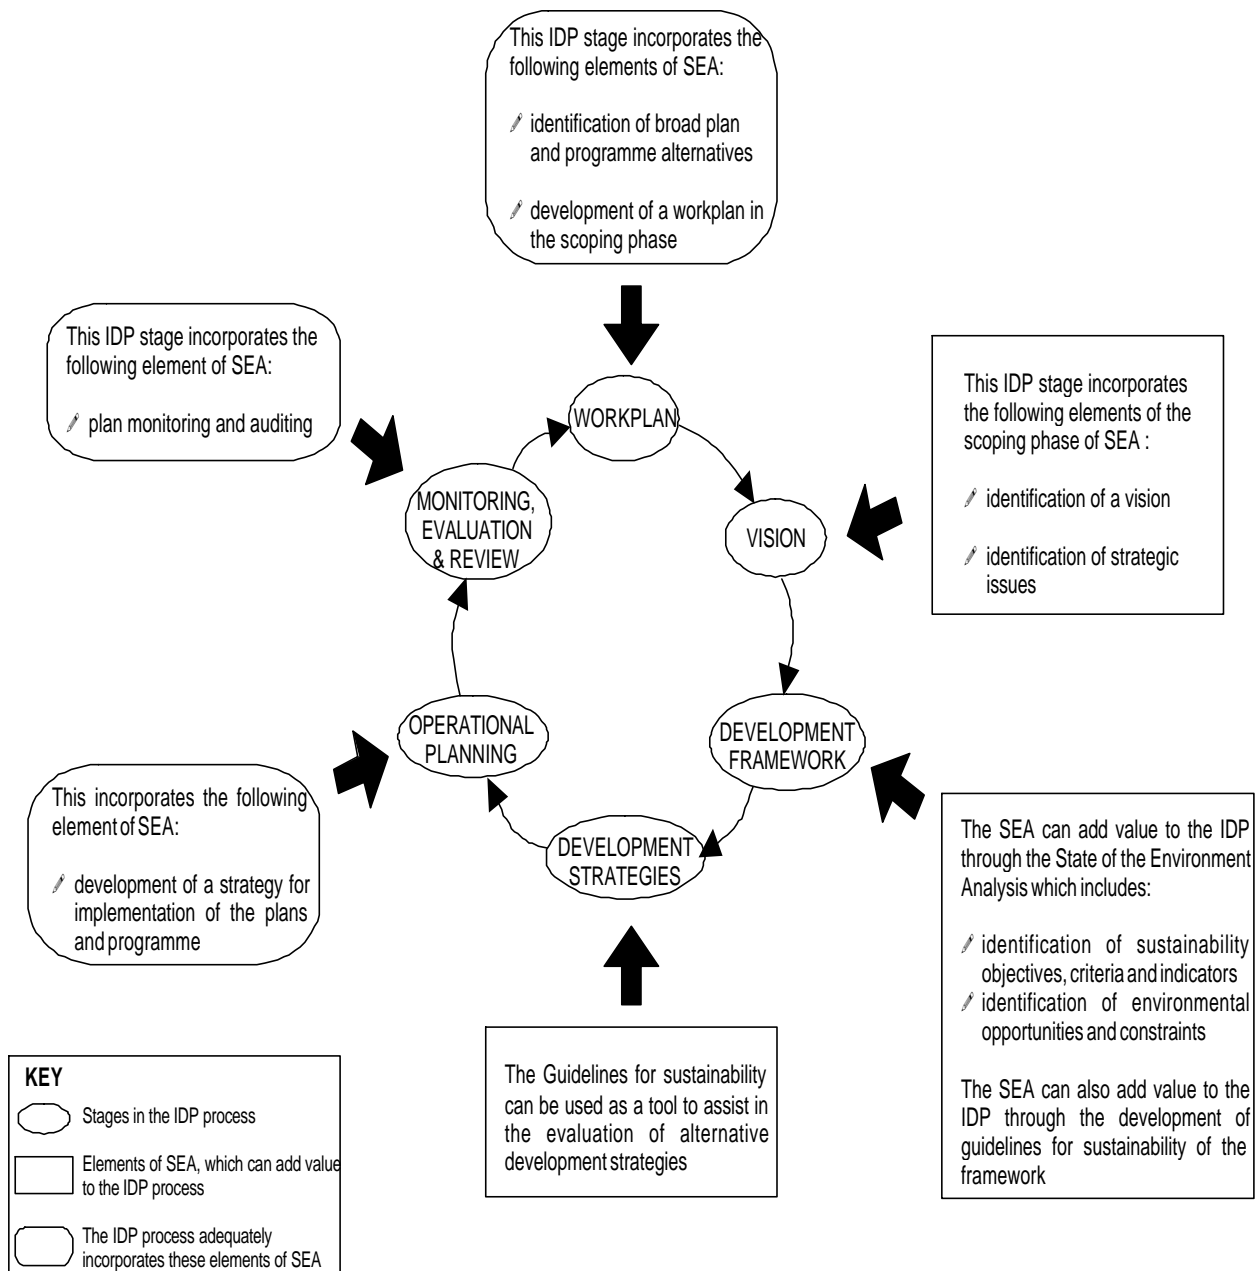 This IDP stage incorporates the
following elements of SEA:
identification of broad plan
and programme alternatives
development of a workplan in
the scoping phase
This IDP stage incorporates the
following element of SEA:
plan monitoring and auditing
This IDP stage incorporates
the following elements of the
scoping phase of SEA :
identification of a vision
identification of strategic
issues
WORKPLAN
MONITORING,
EVALUATION
& REVIEW
VISION
OPERATIONAL
PLANNING
DEVELOPMENT
FRAMEWORK
DEVELOPMENT
STRATEGIES
This incorporates the following
element of SEA:
development of a strategy for
implementation of the plans
and programme
The SEA can add value to the IDP
through the State of the Environment
Analysis which includes:
identification of sustainability
objectives, criteria and indicators
identification of environmental
opportunities and constraints
The SEA can also add value to the
IDP through the development of
guidelines for sustainability of the
framework
The Guidelines for sustainability
can be used as a tool to assist in
the evaluation of alternative
development strategies
KEY
Stages in the IDP process
Elements of SEA, which can add value
to the IDP process
The IDP process adequately
incorporates these elements of SEA